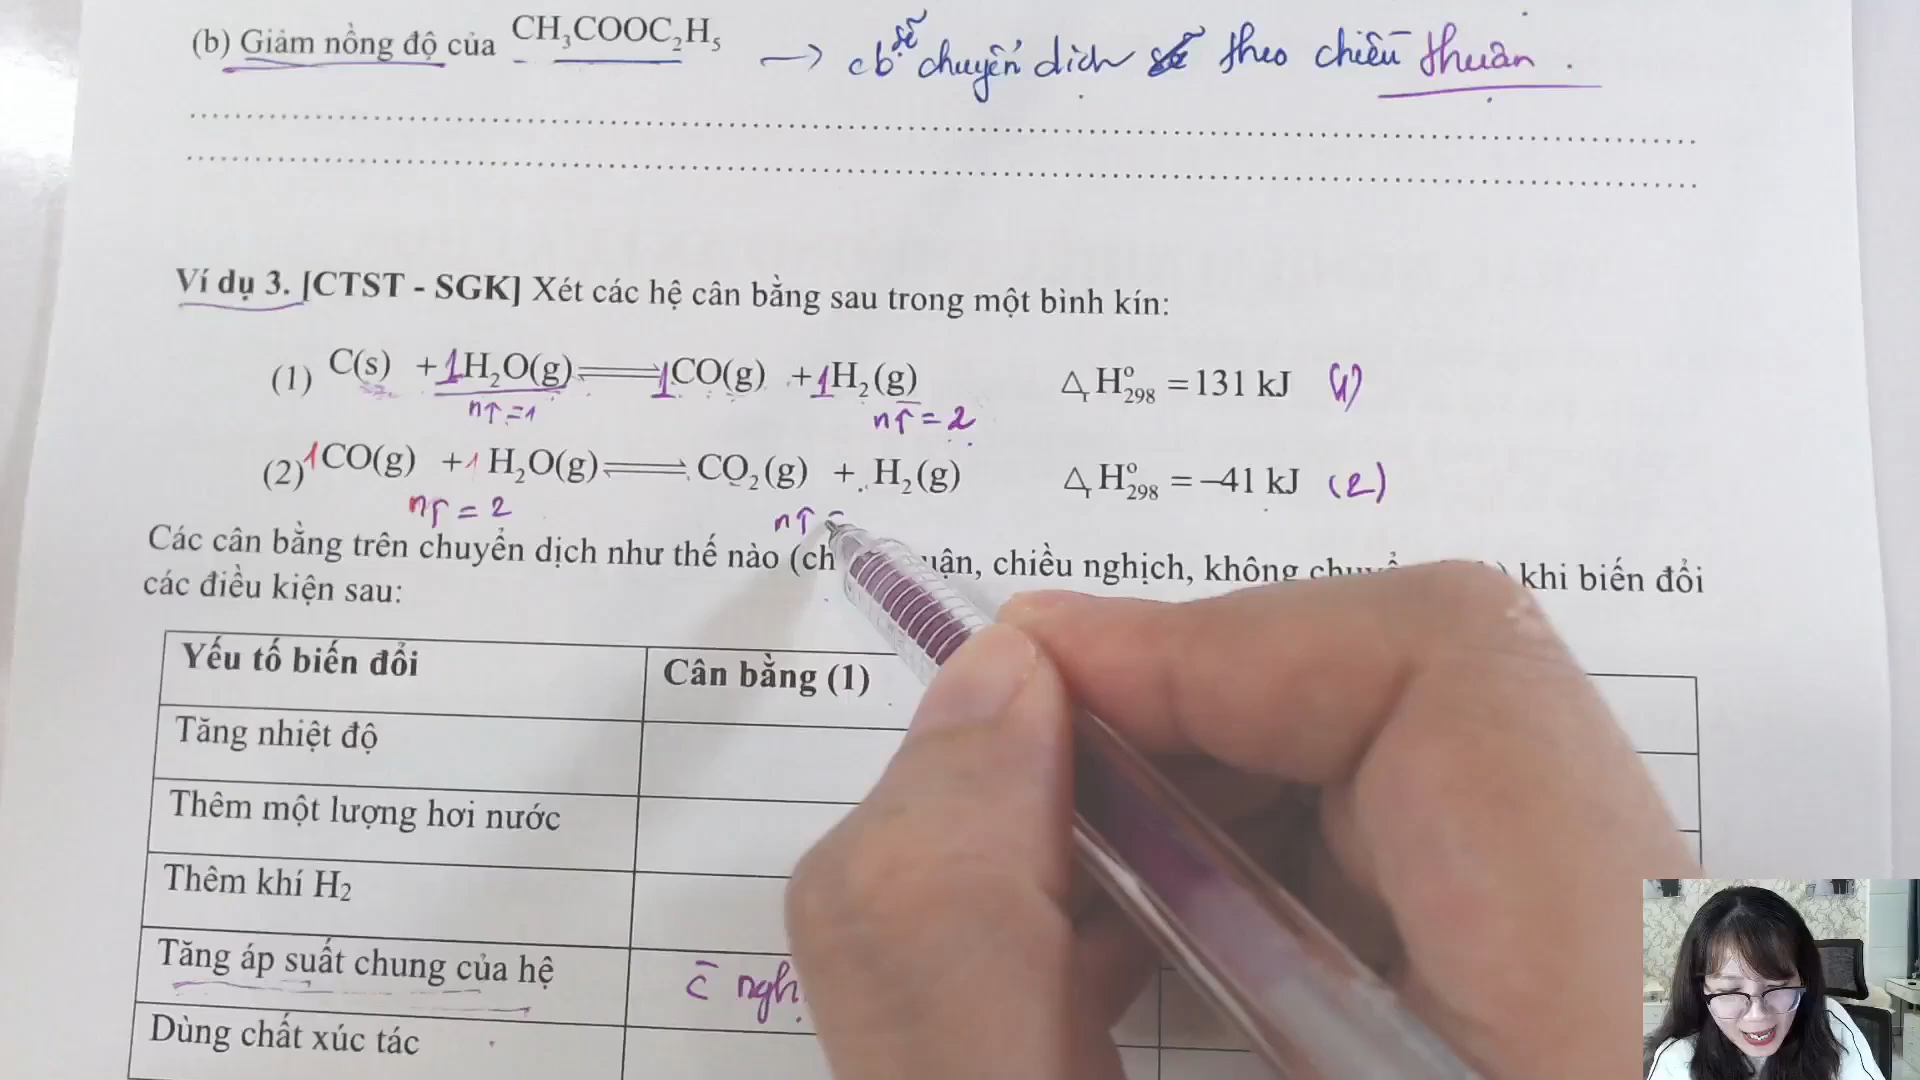 (b) Giảm nồng độ của CH₃COOC₂H₅ → cb sẽ chuyển dịch theo chiều thuận.
Ví dụ 3. [CTST - SGK] Xét các hệ cân bằng sau trong một bình kín:
(1) C(s) + 1H₂O(g) ⇌ 1CO(g) + 1H₂(g) ΔᵣH°₂₉₈ = 131 kJ (1)
n↑ = 1 n↑ = 2
(2) 1CO(g) + 1H₂O(g) ⇌ CO₂(g) + H₂(g) ΔᵣH°₂₉₈ = –41 kJ (2)
n↑ = 2 n↑
Các cân bằng trên chuyển dịch như thế nào (ch uận, chiều nghịch, không khi biến đổi
các điều kiện sau:
Yếu tố biến đổi Cân bằng (1)
Tăng nhiệt độ
Thêm một lượng hơi nước
Thêm khí H₂
Tăng áp suất chung của hệ c̄ ngh
Dùng chất xúc tác